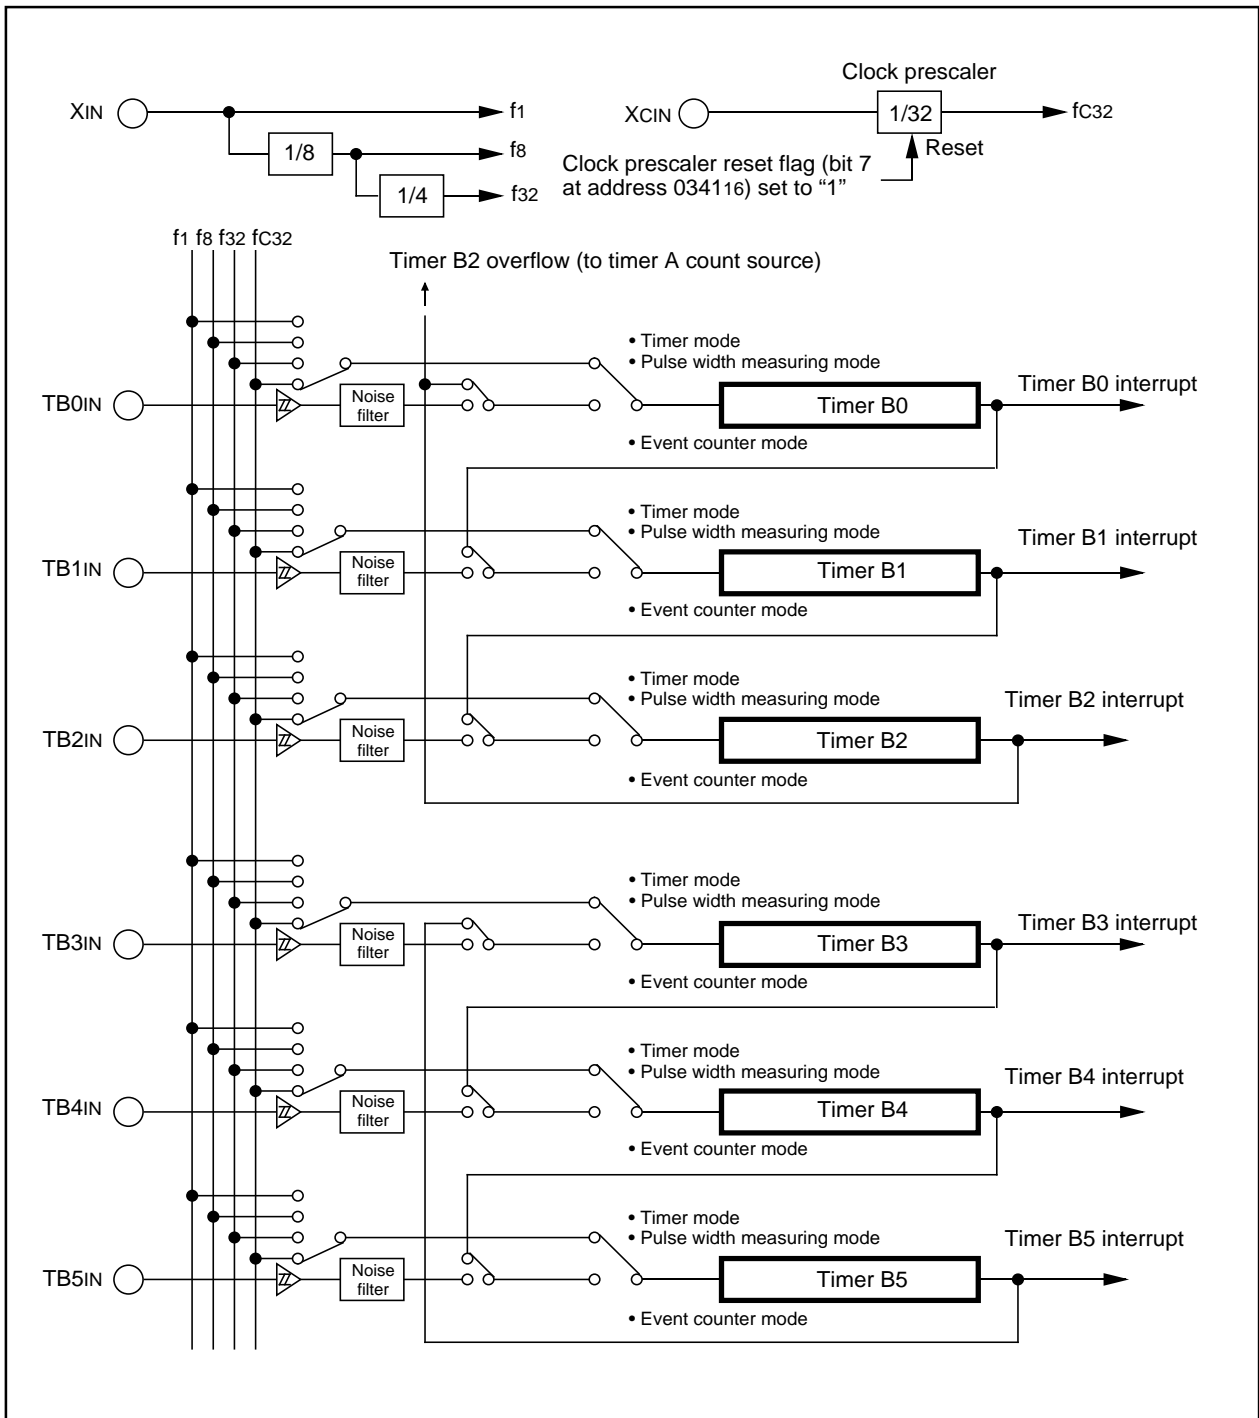 Clock prescaler
XIN
f1
XCIN
1/32
fC32
1/8
f8
Reset
Clock prescaler reset flag (bit 7
at address 034116) set to “1”
1/4
f32
f1 f8 f32 fC32
Timer B2 overflow (to timer A count source)
• Timer mode
• Pulse width measuring mode
TB0IN
Noise
filter
Timer B0
Timer B0 interrupt
• Event counter mode
• Timer mode
• Pulse width measuring mode
TB1IN
Noise
filter
Timer B1
Timer B1 interrupt
• Event counter mode
• Timer mode
• Pulse width measuring mode
TB2IN
Noise
filter
Timer B2
Timer B2 interrupt
• Event counter mode
• Timer mode
• Pulse width measuring mode
TB3IN
Noise
filter
Timer B3
Timer B3 interrupt
• Event counter mode
• Timer mode
• Pulse width measuring mode
TB4IN
Noise
filter
Timer B4
Timer B4 interrupt
• Event counter mode
• Timer mode
• Pulse width measuring mode
TB5IN
Noise
filter
Timer B5
Timer B5 interrupt
• Event counter mode